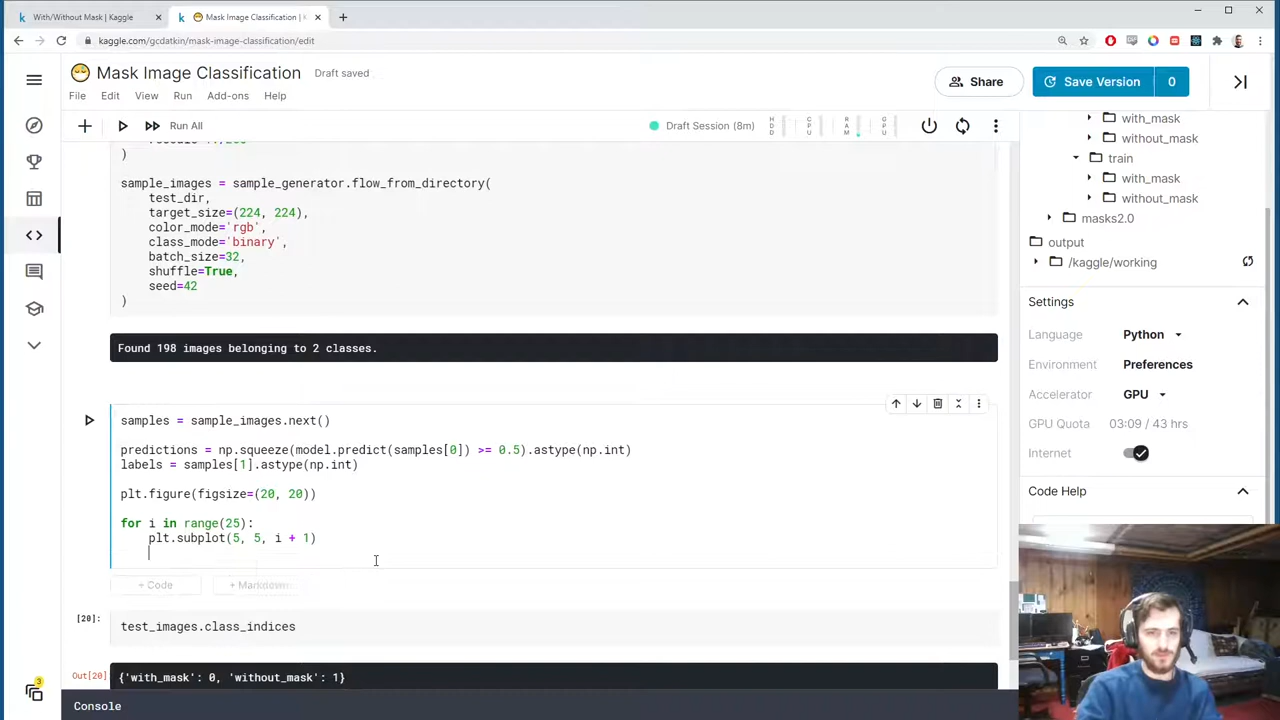 With/Without Mask | Kaggle
Mask Image Classification | K
kaggle.com/gcdatkin/mask-image-classification/edit
Mask Image Classification
Draft saved
Share
Save Version
0
File
Edit
View
Run
Add-ons
Help
Run All
Draft Session (8m)
HDD
CPU
RAM
GPU
)
sample_images = sample_generator.flow_from_directory(
test_dir,
target_size=(224, 224),
color_mode='rgb',
class_mode='binary',
batch_size=32,
shuffle=True,
seed=42
)
Found 198 images belonging to 2 classes.
samples = sample_images.next()
predictions = np.squeeze(model.predict(samples[0]) >= 0.5).astype(np.int)
labels = samples[1].astype(np.int)
plt.figure(figsize=(20, 20))
for i in range(25):
plt.subplot(5, 5, i + 1)
+ Code
+ Markdown
[20]:
test_images.class_indices
Out[20]
{'with_mask': 0, 'without_mask': 1}
Console
3
with_mask
without_mask
train
with_mask
without_mask
masks2.0
output
/kaggle/working
Settings
Language
Python
Environment
Preferences
Accelerator
GPU
GPU Quota
03:09 / 43 hrs
Internet
Code Help